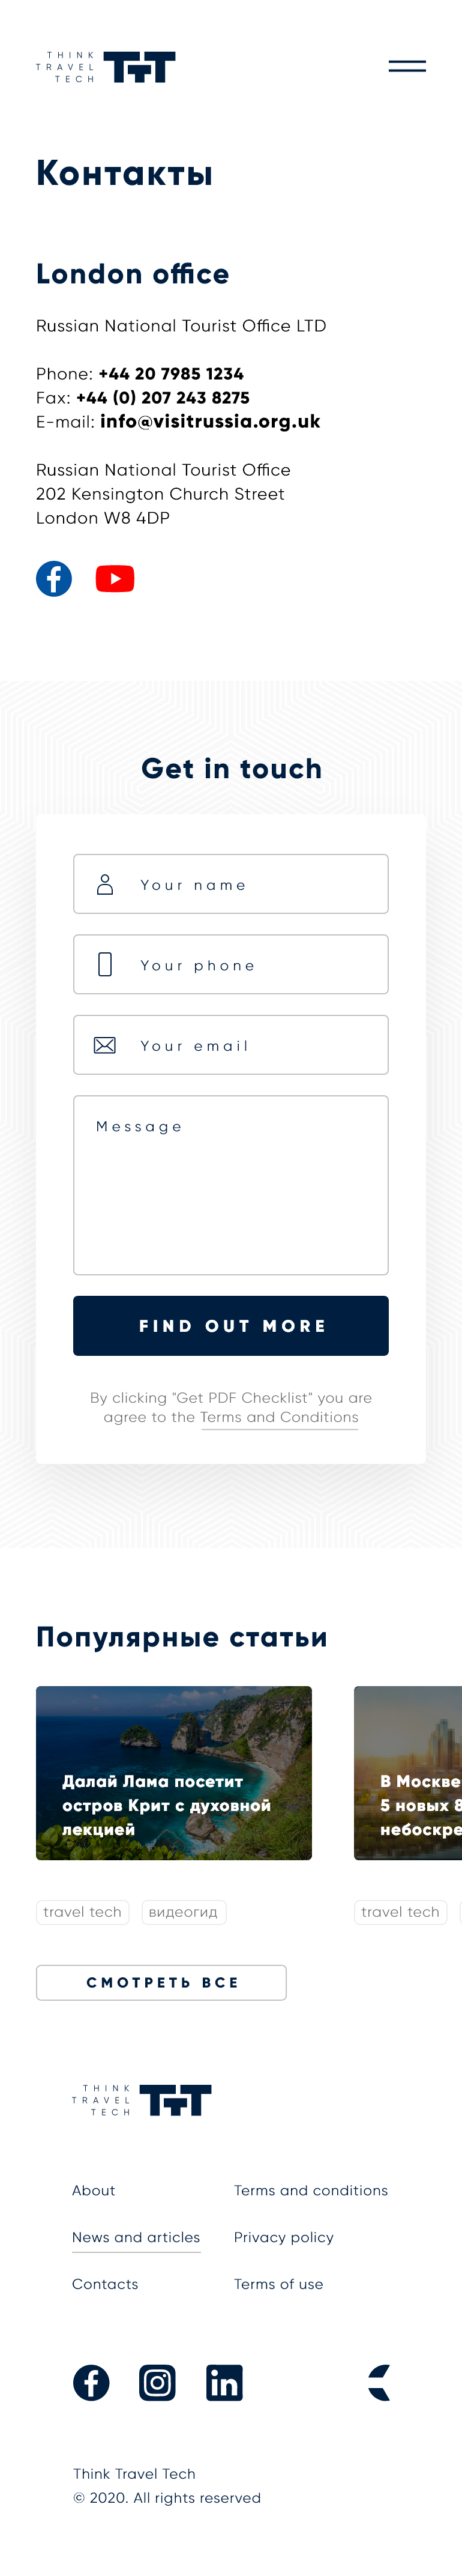 THINK
TRAVEL
TECH
TTT
Контакты
London office
Russian National Tourist Office LTD
Phone: +44 20 7985 1234
Fax: +44 (0) 207 243 8275
E-mail: info@visitrussia.org.uk
Russian National Tourist Office
202 Kensington Church Street
London W8 4DP
Get in touch
Your name
Your phone
Your email
Message
FIND OUT MORE
By clicking "Get PDF Checklist" you are
agree to the Terms and Conditions
Популярные статьи
Далай Лама посетит
остров Крит с духовной
лекцией
В Москве
5 новых
небоскре
travel tech
видеогид
travel tech
СМОТРЕТЬ ВСЕ
THINK
TRAVEL
TECH
TTT
About
Terms and conditions
News and articles
Privacy policy
Contacts
Terms of use
Think Travel Tech
© 2020. All rights reserved